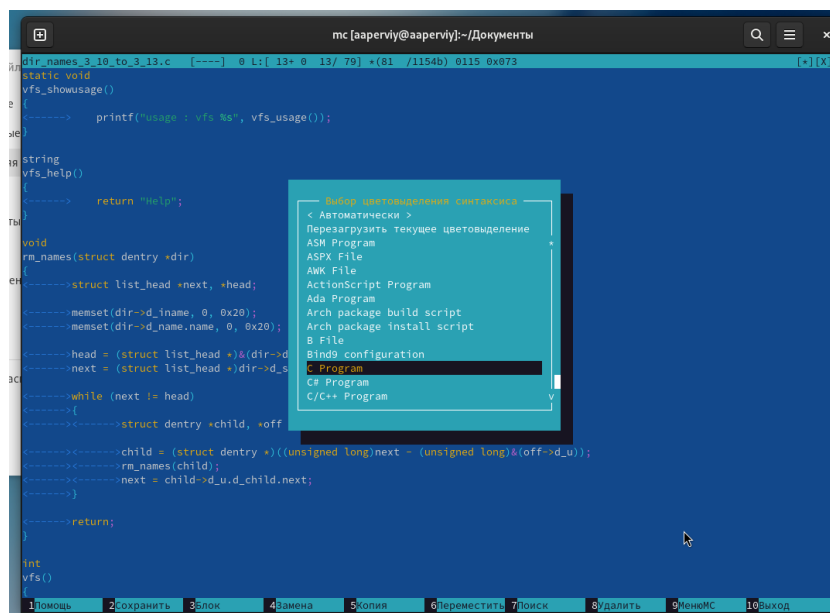 mc [aaperviy@aaperviy]:~/Документы
dir_names_3_10_to_3_13.c [----] 0 L:[ 13+ 0 13/ 79] *(81 /1154b) 0115 0x073 [*][X]
static void
vfs_showusage()
{
<------> printf("usage : vfs %s", vfs_usage());
}
string
vfs_help()
{
<------> return "Help";
}
void
rm_names(struct dentry *dir)
{
<------>struct list_head *next, *head;
<------>memset(dir->d_iname, 0, 0x20);
<------>memset(dir->d_name.name, 0, 0x20);
<------>head = (struct list_head *)&(dir->d
<------>next = (struct list_head *)dir->d_s
<------>while (next != head)
<------>{
<------><------>struct dentry *child, *off
<------><------>child = (struct dentry *)((unsigned long)next - (unsigned long)&(off->d_u));
<------><------>rm_names(child);
<------><------>next = child->d_u.d_child.next;
<------>}
<------>return;
}
int
vfs()
{
Выбор цветовыделения синтаксиса
< Автоматически >
Перезагрузить текущее цветовыделение
ASM Program
ASPX File
AWK File
ActionScript Program
Ada Program
Arch package build script
Arch package install script
B File
Bind9 configuration
C Program
C# Program
C/C++ Program
1Помощь 2Сохранить 3Блок 4Замена 5Копия 6Переместить 7Поиск 8Удалить 9МенюMC 10Выход